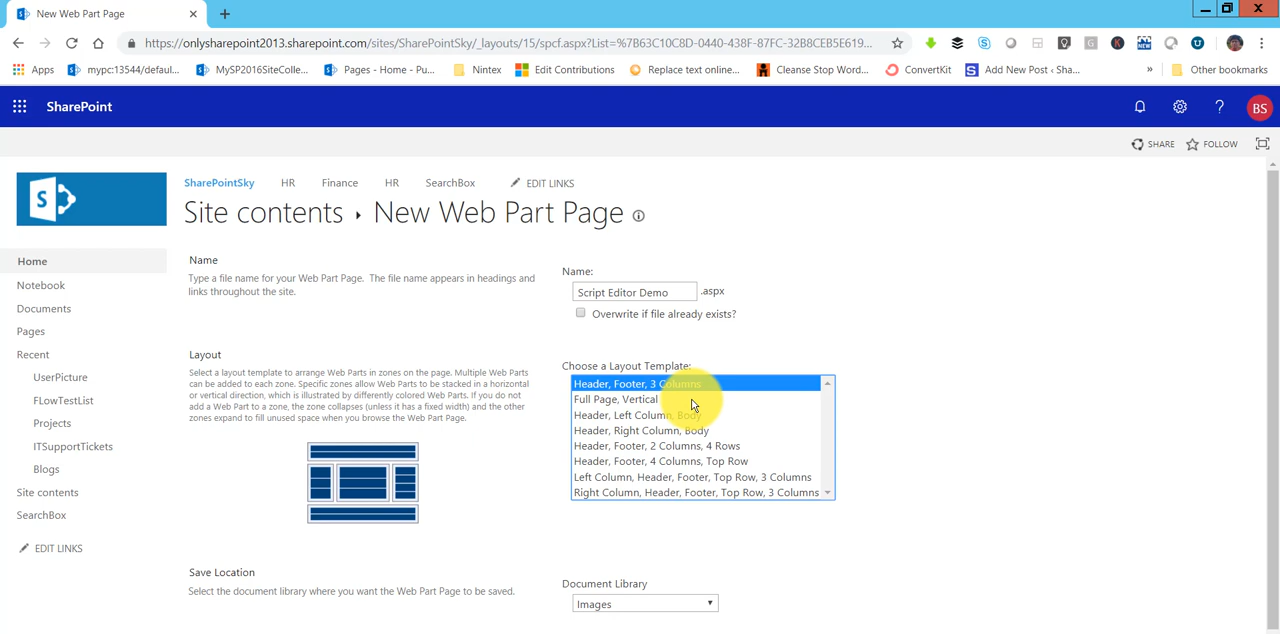 New Web Part Page
https://onlysharepoint2013.sharepoint.com/sites/SharePointSky/_layouts/15/spcf.aspx?List=%7B63C10C8D-0440-438F-87FC-32B8CEB5E619...
Apps
mypc:13544/defaul...
MySP2016SiteColle...
Pages - Home - Pu...
Nintex
Edit Contributions
Replace text online...
Cleanse Stop Word...
ConvertKit
Add New Post ‹ Sha...
»
Other bookmarks
SharePoint
?
BS
SHARE
FOLLOW
SharePointSky
HR
Finance
HR
SearchBox
EDIT LINKS
Site contents ▸ New Web Part Page
Home
Notebook
Documents
Pages
Recent
UserPicture
FLowTestList
Projects
ITSupportTickets
Blogs
Site contents
SearchBox
EDIT LINKS
Name
Type a file name for your Web Part Page. The file name appears in headings and
links throughout the site.
Name:
Script Editor Demo
.aspx
Overwrite if file already exists?
Layout
Select a layout template to arrange Web Parts in zones on the page. Multiple Web Parts
can be added to each zone. Specific zones allow Web Parts to be stacked in a horizontal
or vertical direction, which is illustrated by differently colored Web Parts. If you do not
add a Web Part to a zone, the zone collapses (unless it has a fixed width) and the other
zones expand to fill unused space when you browse the Web Part Page.
Choose a Layout Template:
Header, Footer, 3 Columns
Full Page, Vertical
Header, Left Column, Body
Header, Right Column, Body
Header, Footer, 2 Columns, 4 Rows
Header, Footer, 4 Columns, Top Row
Left Column, Header, Footer, Top Row, 3 Columns
Right Column, Header, Footer, Top Row, 3 Columns
Save Location
Select the document library where you want the Web Part Page to be saved.
Document Library
Images